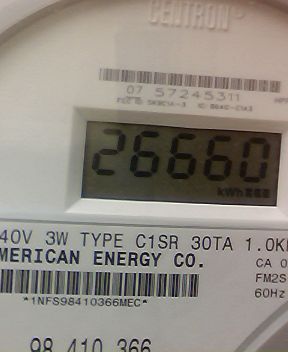 CENTRON®
07 57245311
26660
kWh
40V 3W TYPE C1SR 30TA 1.0K
MERICAN ENERGY CO.
CA 0
FM2S
60Hz
*1NFS98410366MEC*
98 410 366